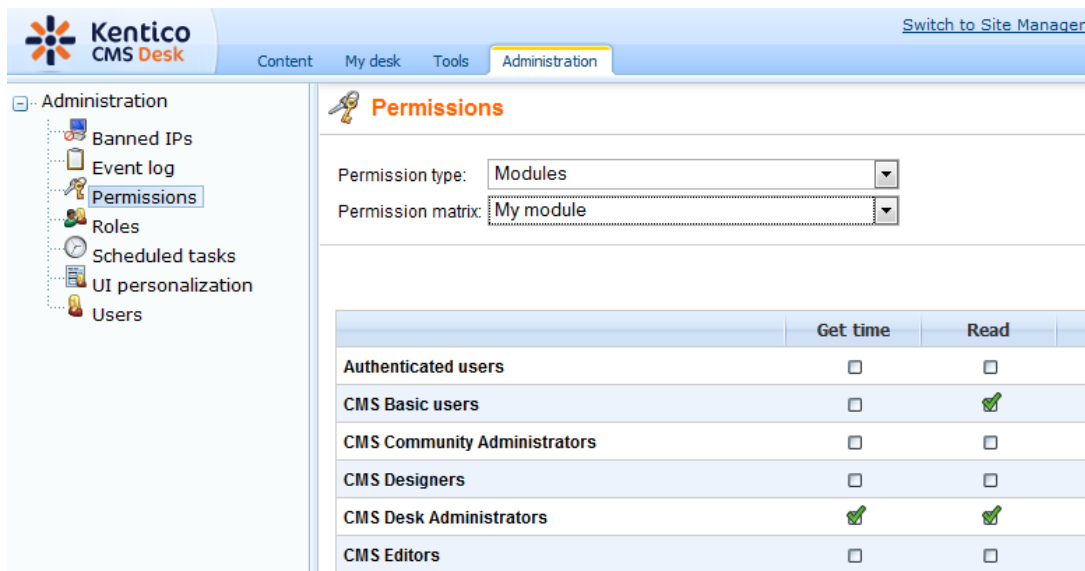 Kentico
CMS Desk
Switch to Site Manager
Content My desk Tools Administration
Administration
Banned IPs
Event log
Permissions
Roles
Scheduled tasks
UI personalization
Users
Permissions
Permission type: Modules
Permission matrix: My module
Get time Read
Authenticated users
CMS Basic users
CMS Community Administrators
CMS Designers
CMS Desk Administrators
CMS Editors